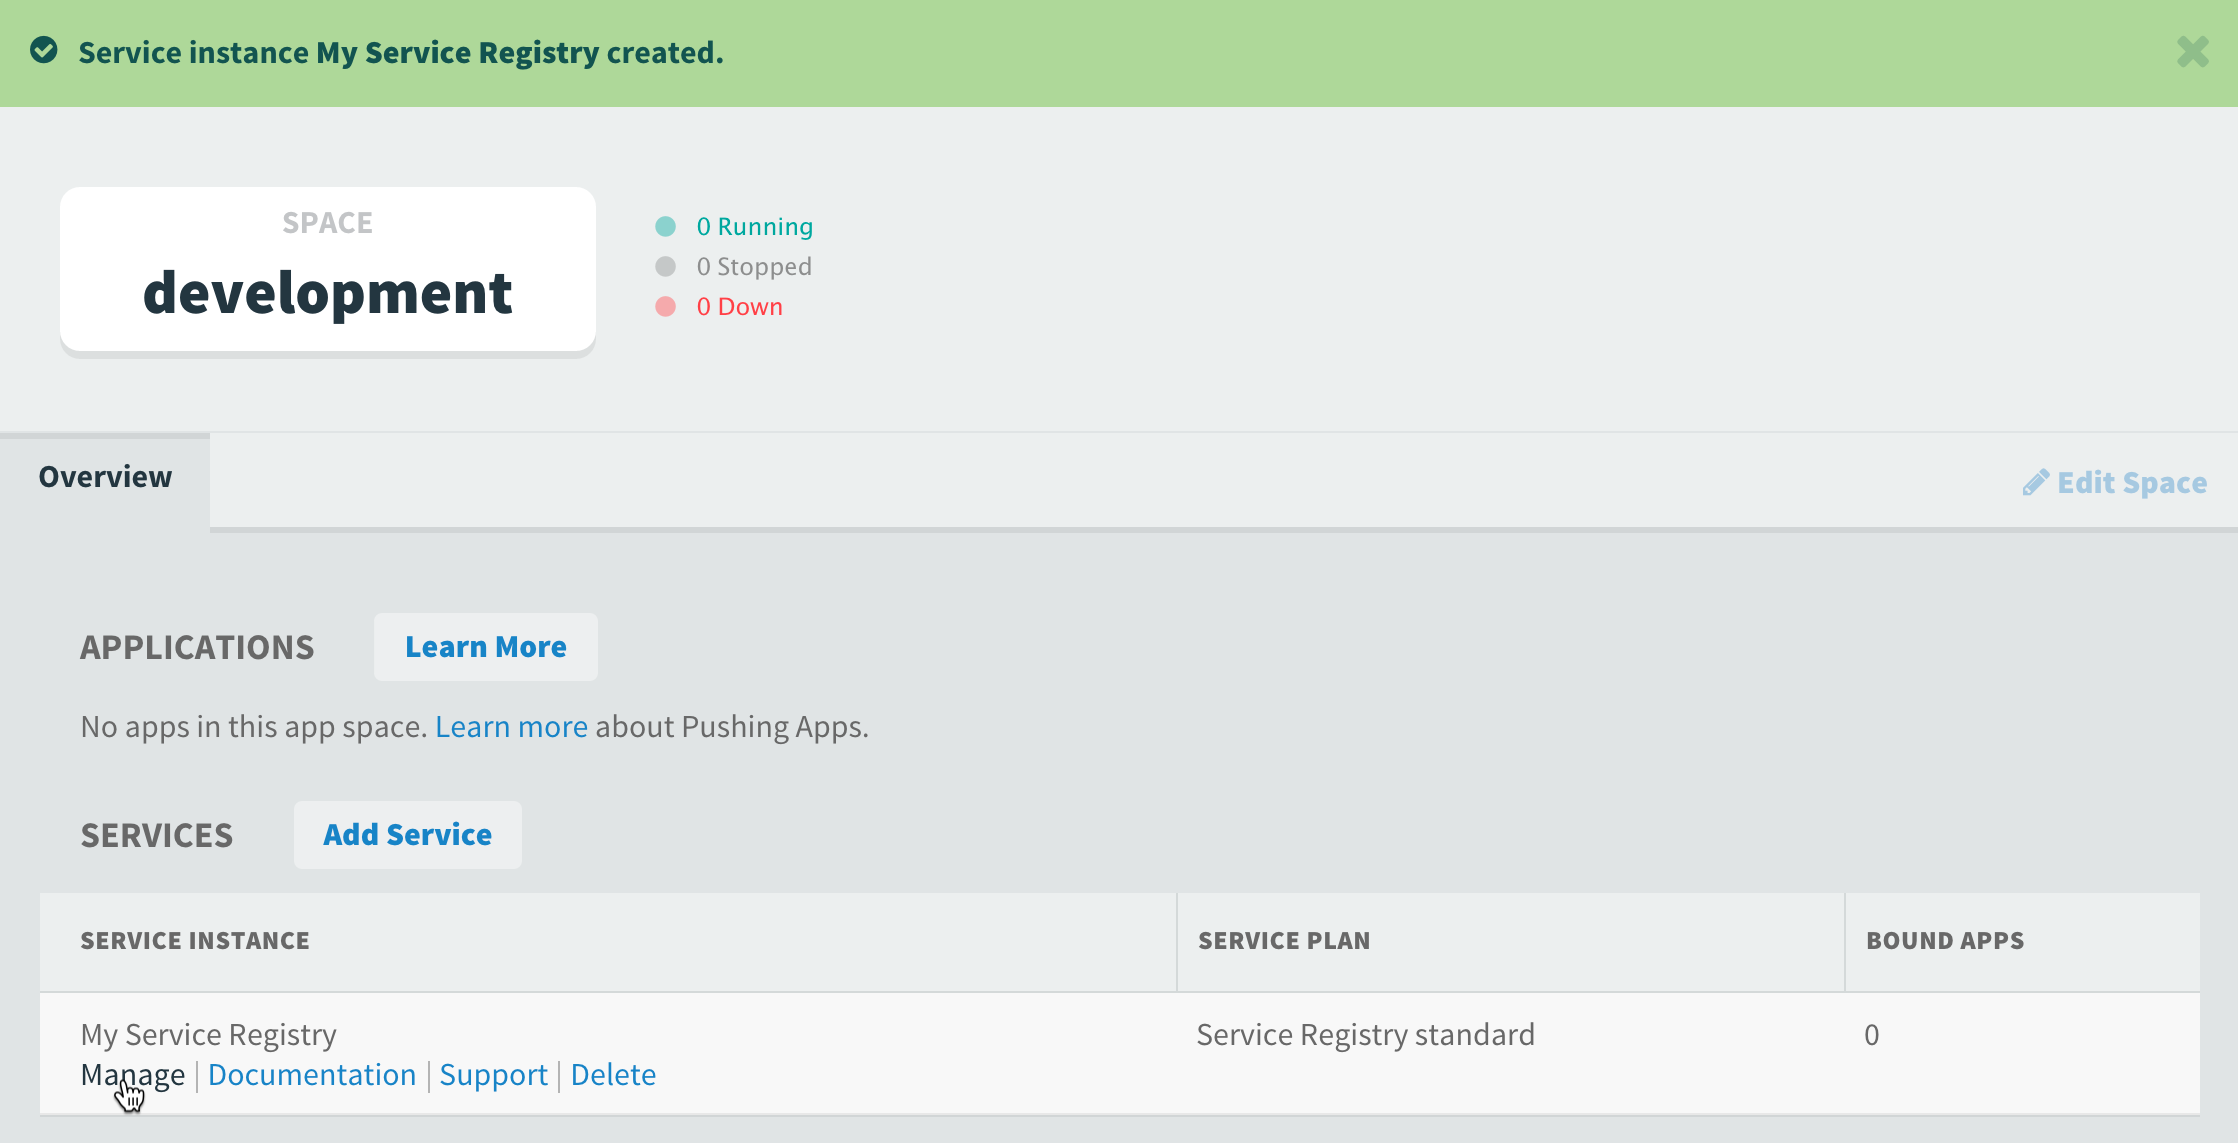 Service instance My Service Registry created.
SPACE
development
0 Running
0 Stopped
0 Down
Overview
Edit Space
APPLICATIONS
Learn More
No apps in this app space. Learn more about Pushing Apps.
SERVICES
Add Service
SERVICE INSTANCE
SERVICE PLAN
BOUND APPS
My Service Registry
Service Registry standard
0
Manage | Documentation | Support | Delete